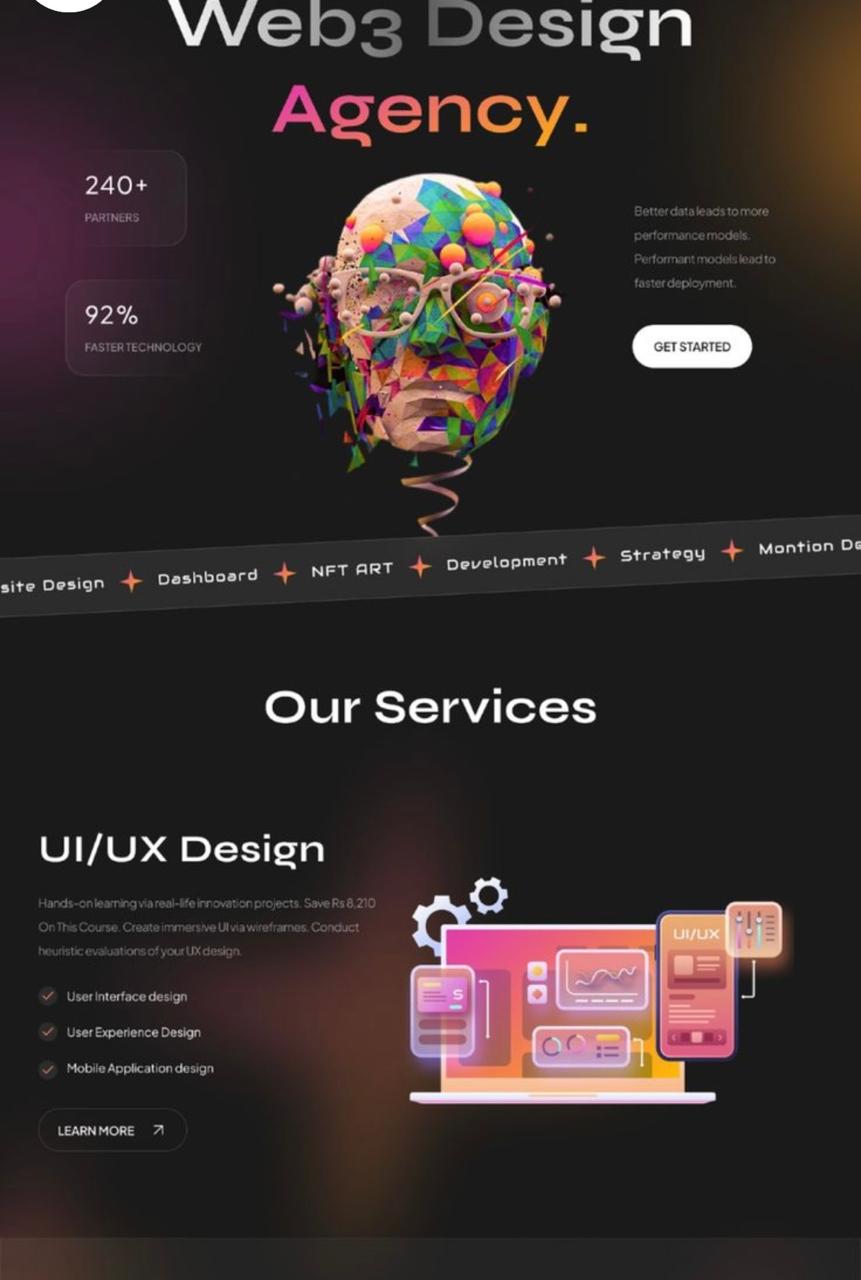 Web3 Design
Agency.
240+
PARTNERS
92%
FASTER TECHNOLOGY
Better data leads to more
performance models.
Performant models lead to
faster deployment.
GET STARTED
site Design Dashboard NFT ART Development Strategy Montion De
Our Services
UI/UX Design
Hands-on learning via real-life innovation projects. Save Rs 8,210
On This Course. Create immersive UI via wireframes. Conduct
heuristic evaluations of your UX design.
User Interface design
User Experience Design
Mobile Application design
LEARN MORE
UI/UX
S